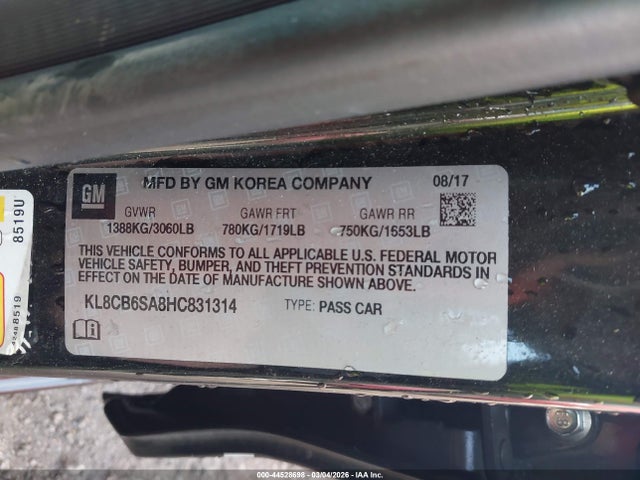 GM
MFD BY GM KOREA COMPANY 08/17
GVWR GAWR FRT GAWR RR
1388KG/3060LB 780KG/1719LB 750KG/1653LB
THIS VEHICLE CONFORMS TO ALL APPLICABLE U.S. FEDERAL MOTOR
VEHICLE SAFETY, BUMPER, AND THEFT PREVENTION STANDARDS IN
EFFECT ON THE DATE OF MANUFACTURE SHOWN ABOVE.
KL8CB6SA8HC831314 TYPE: PASS CAR
8519U
8519
000-44528698 - 03/04/2026 - IAA Inc.